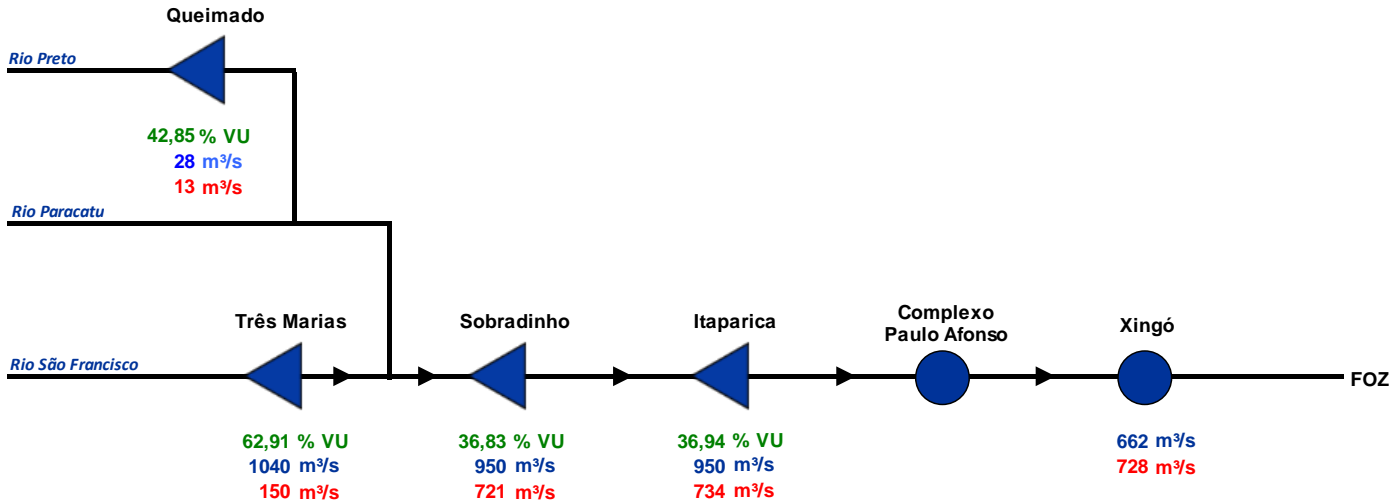 Queimado
Rio Preto
42,85 % VU
28 m³/s
13 m³/s
Rio Paracatu
Três Marias
Sobradinho
Itaparica
Complexo
Paulo Afonso
Xingó
Rio São Francisco
FOZ
62,91 % VU
1040 m³/s
150 m³/s
36,83 % VU
950 m³/s
721 m³/s
36,94 % VU
950 m³/s
734 m³/s
662 m³/s
728 m³/s